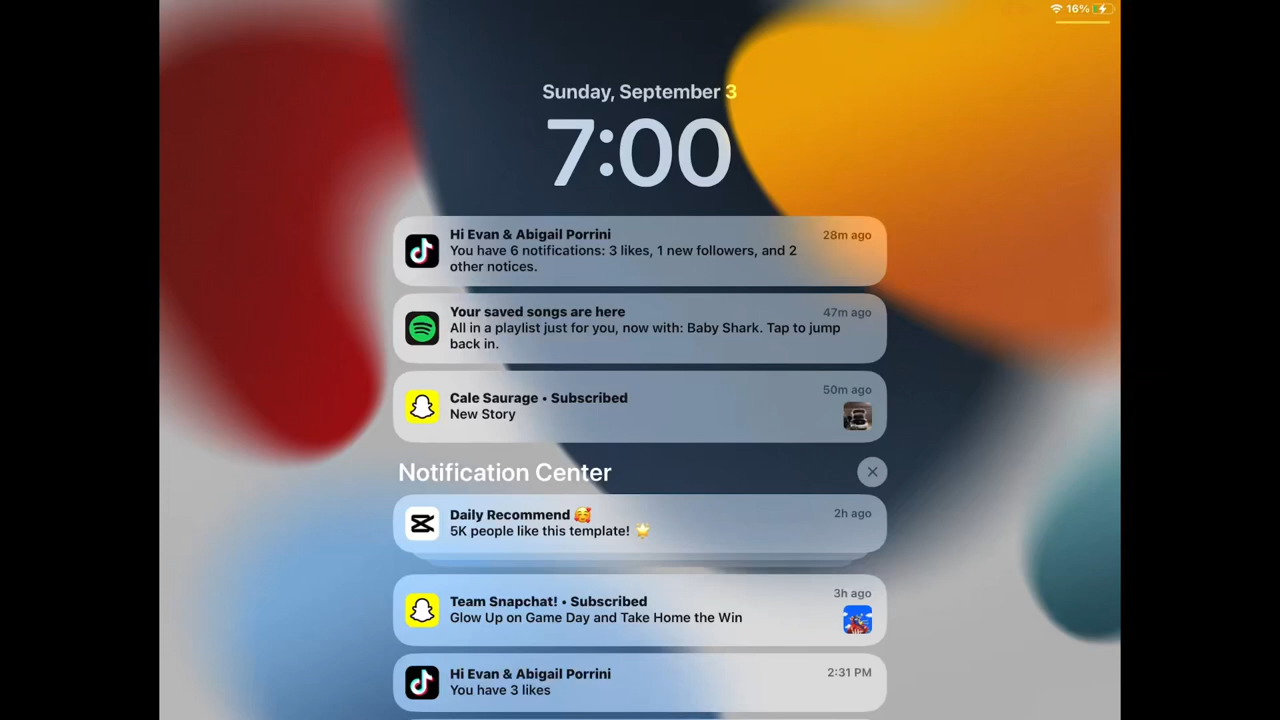 16%
Sunday, September 3
7:00
Hi Evan & Abigail Porrini
28m ago
You have 6 notifications: 3 likes, 1 new followers, and 2
other notices.
Your saved songs are here
47m ago
All in a playlist just for you, now with: Baby Shark. Tap to jump
back in.
Cale Saurage • Subscribed
50m ago
New Story
Notification Center
Daily Recommend 🥰
2h ago
5K people like this template! 🌟
Team Snapchat! • Subscribed
3h ago
Glow Up on Game Day and Take Home the Win
Hi Evan & Abigail Porrini
2:31 PM
You have 3 likes